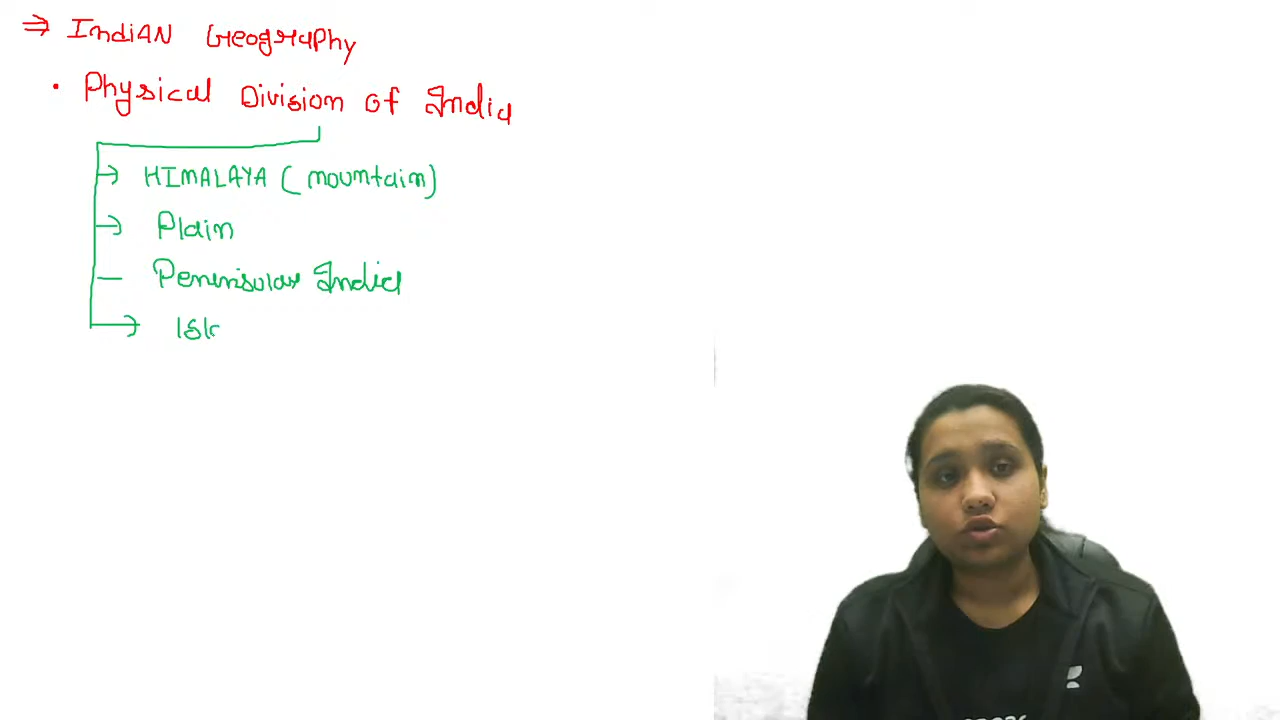 ⇒ IndiAN Geography
• Physical Division of India
→ HIMALAYA (mountain)
→ Plain
— Peninsular India
→ Isl